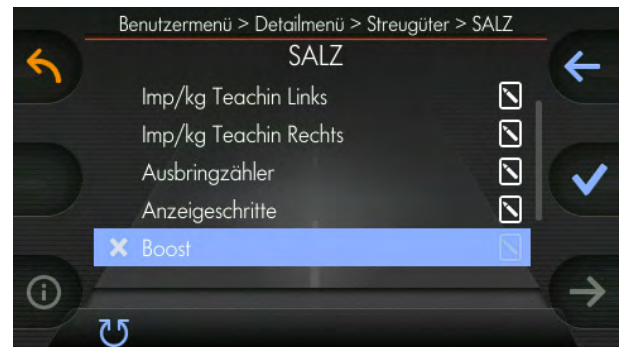 Benutzermenü > Detailmenü > Streugüter > SALZ
SALZ
Imp/kg Teachin Links
Imp/kg Teachin Rechts
Ausbringzähler
Anzeigeschritte
Boost